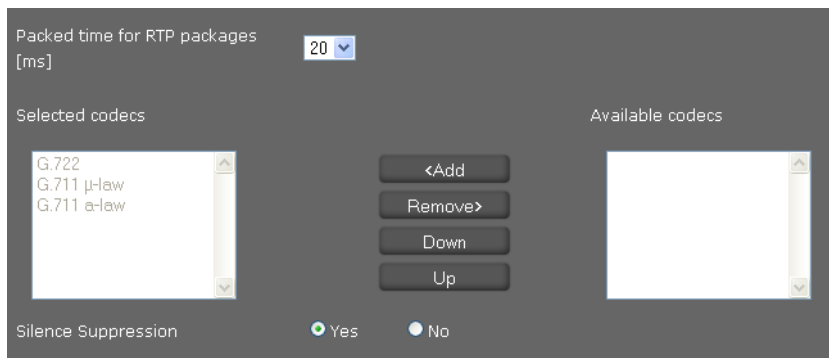 Packed time for RTP packages
[ms]
20
Selected codecs
Available codecs
G.722
G.711 µ-law
G.711 a-law
<Add
Remove>
Down
Up
Silence Suppression
Yes
No